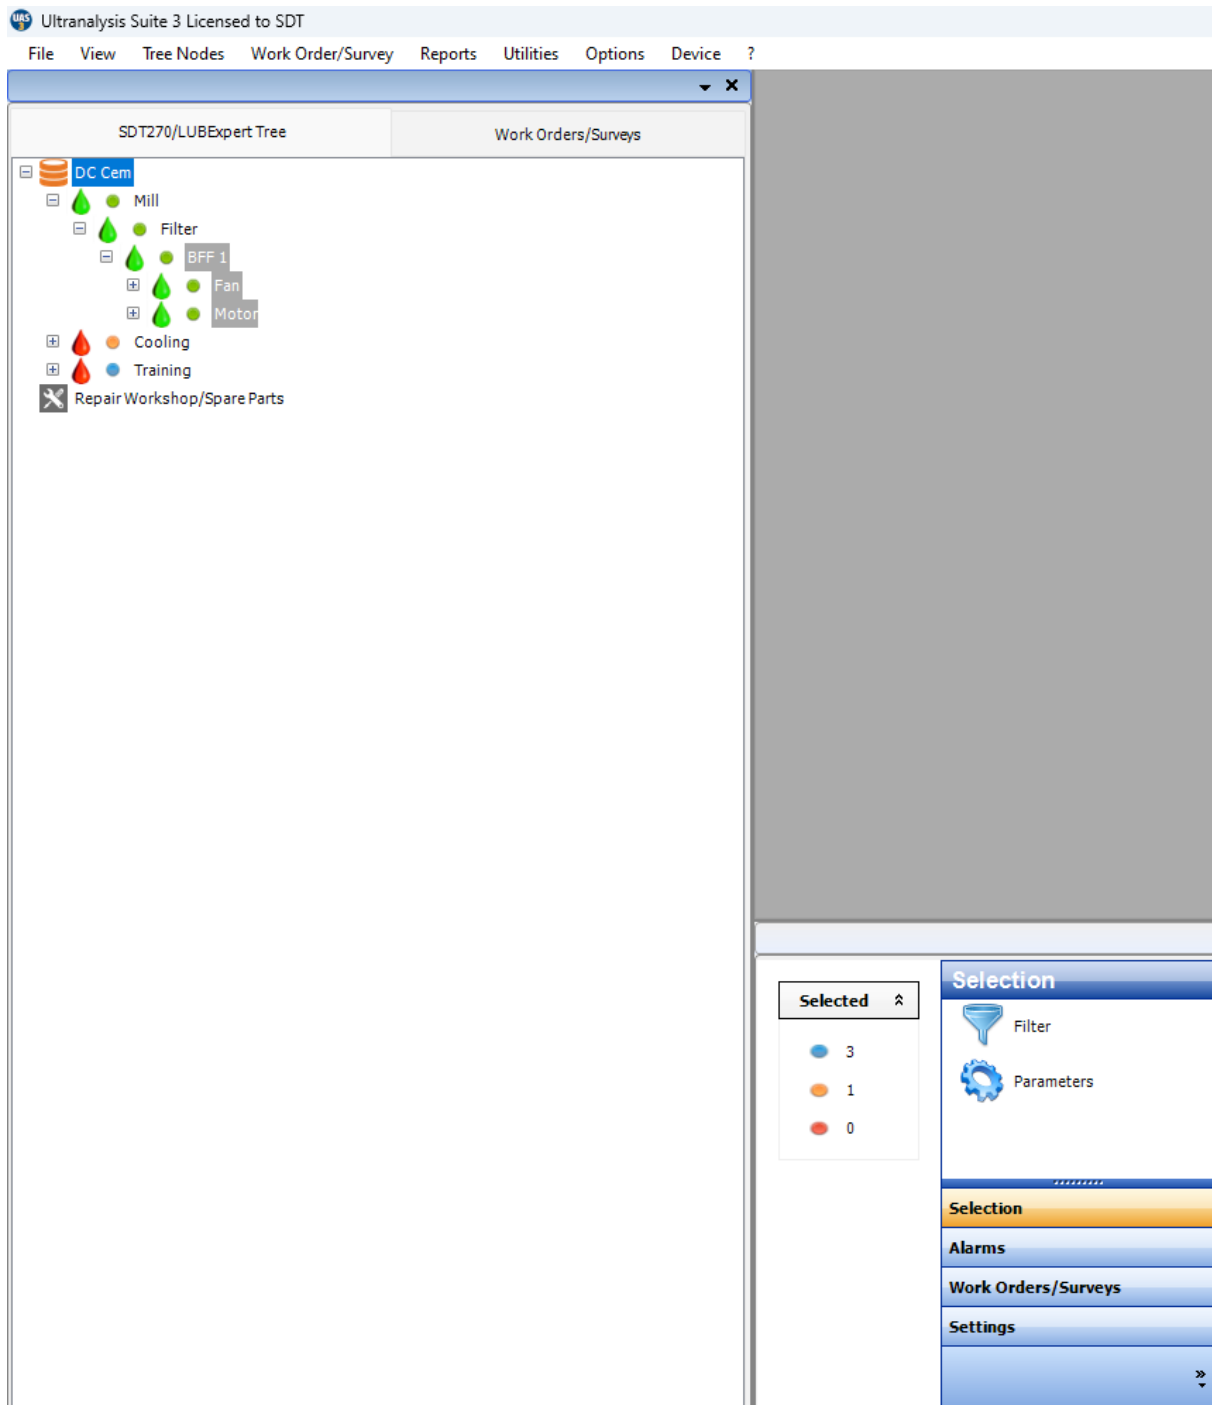 UAS 3 Ultranalysis Suite 3 Licensed to SDT
File View Tree Nodes Work Order/Survey Reports Utilities Options Device ?
SDT270/LUBExpert Tree Work Orders/Surveys
DC Cem
Mill
Filter
BFF 1
Fan
Motor
Cooling
Training
Repair Workshop/Spare Parts
Selected
3
1
0
Selection
Filter
Parameters
Selection
Alarms
Work Orders/Surveys
Settings